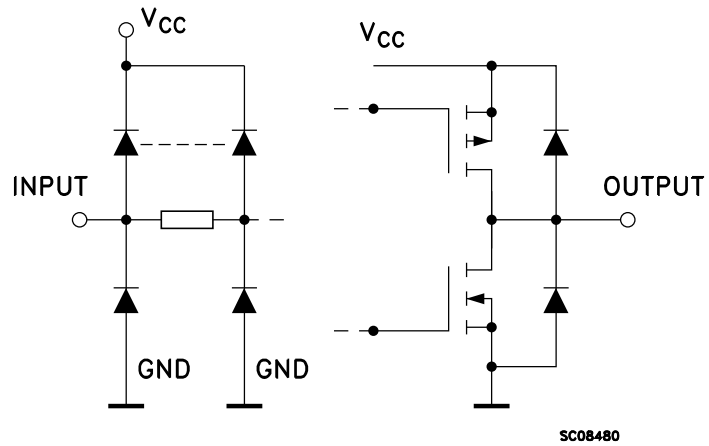 VCC
VCC
INPUT
OUTPUT
GND
GND
SC08480